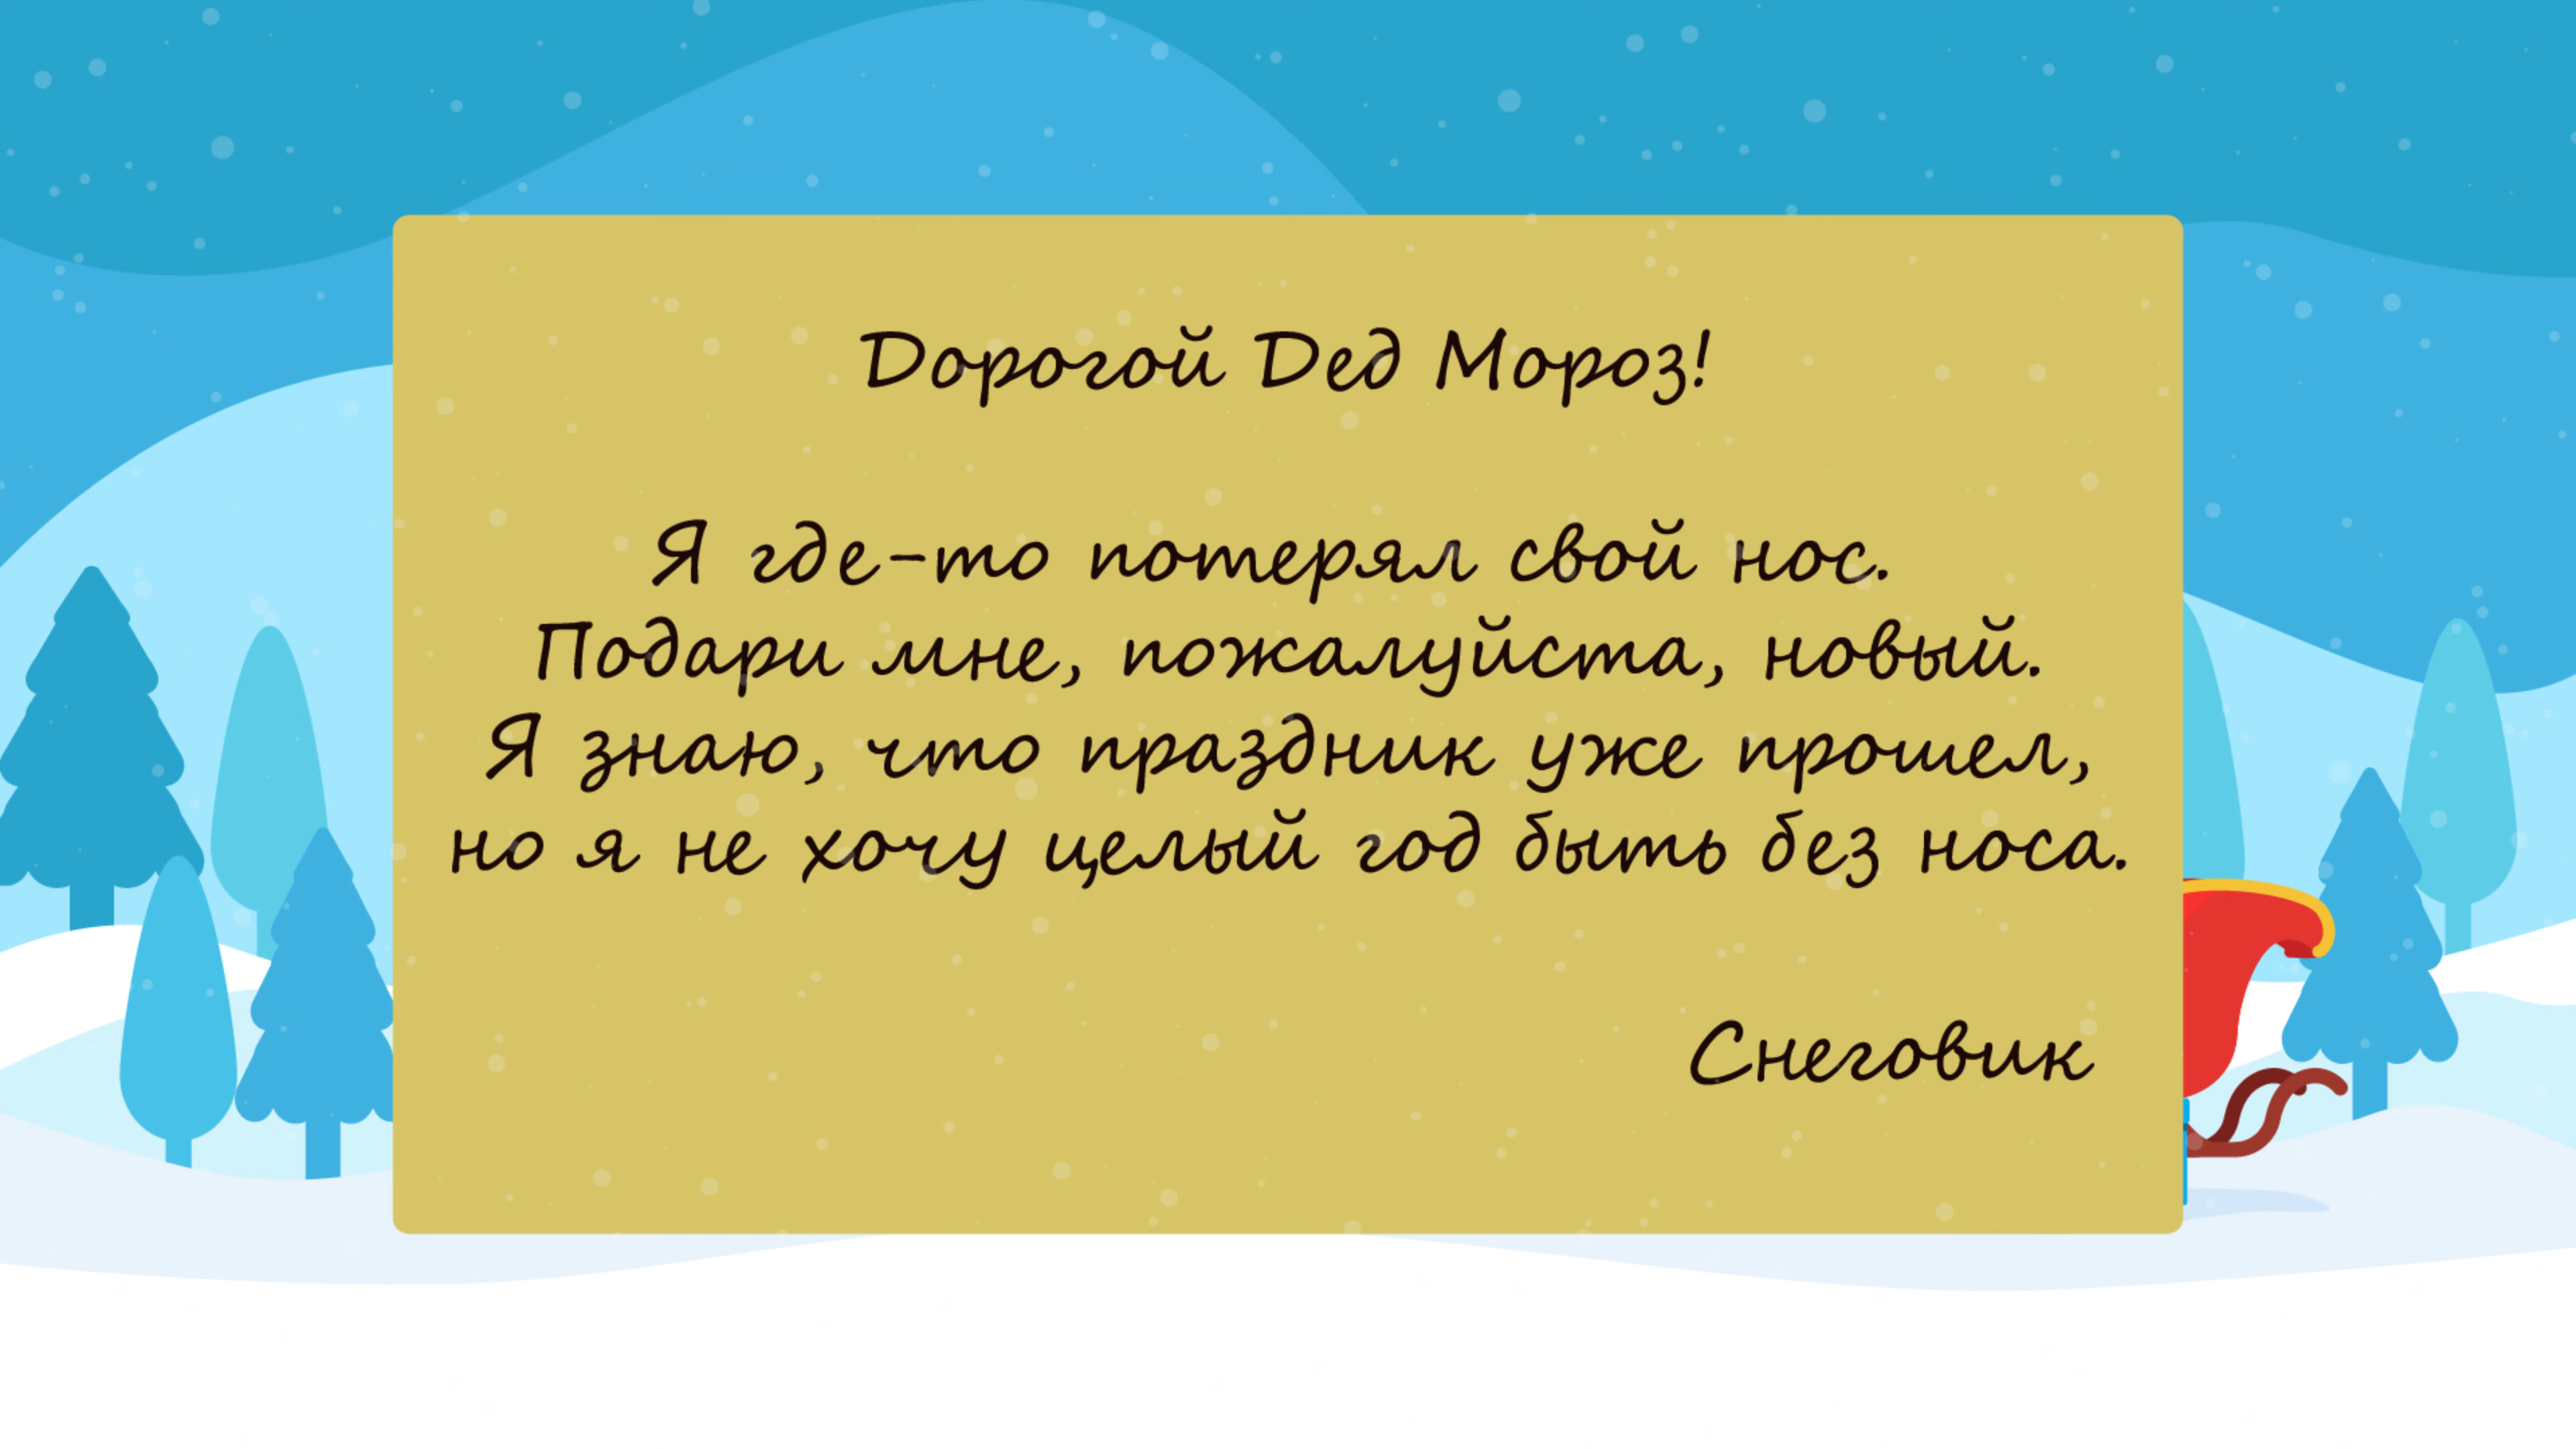 Дорогой Дед Мороз!
Я где-то потерял свой нос.
Подари мне, пожалуйста, новый.
Я знаю, что праздник уже прошел,
но я не хочу целый год быть без носа.
Снеговик